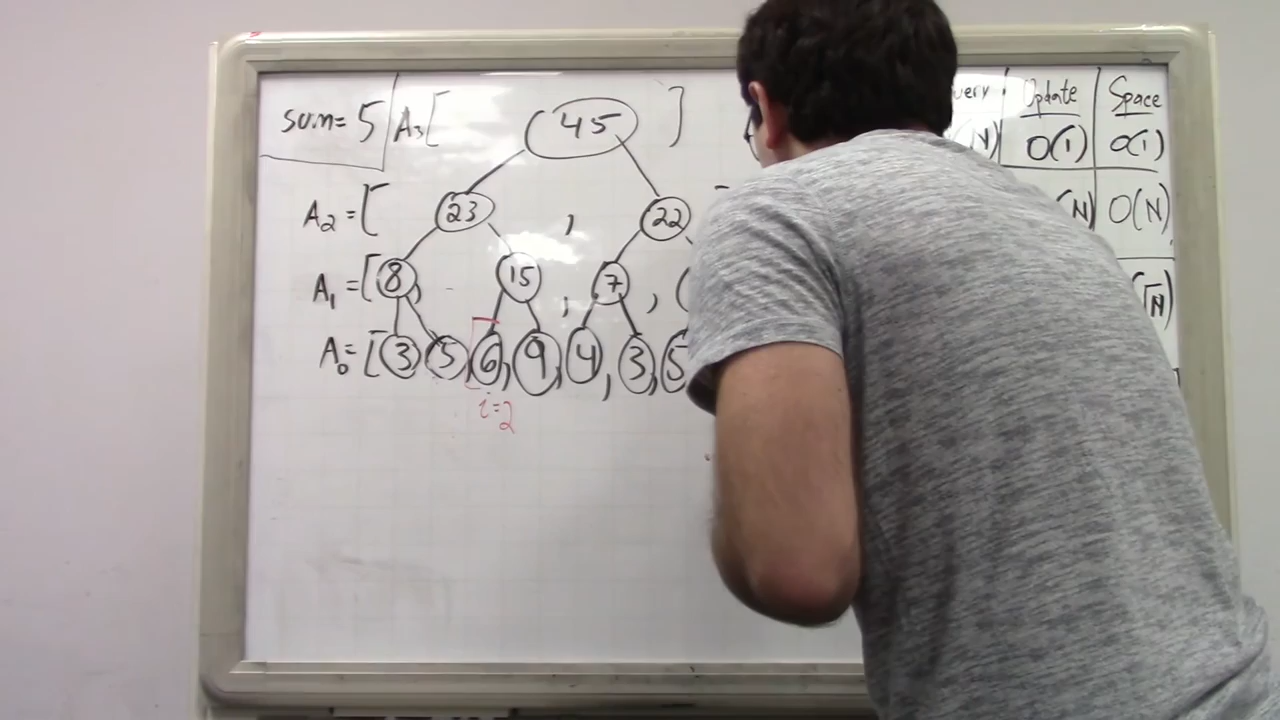 sum= 5 A₃[ 45 ]
A₂ =[ 23 , 22
A₁ =[ 8 , 15 , 7 , (
A₀= [ 3 , 5 , 6 , 9 , 4 , 3 , 5
i=2
Update Space
N) O(1) O(1)
(N) O(N)
√N)